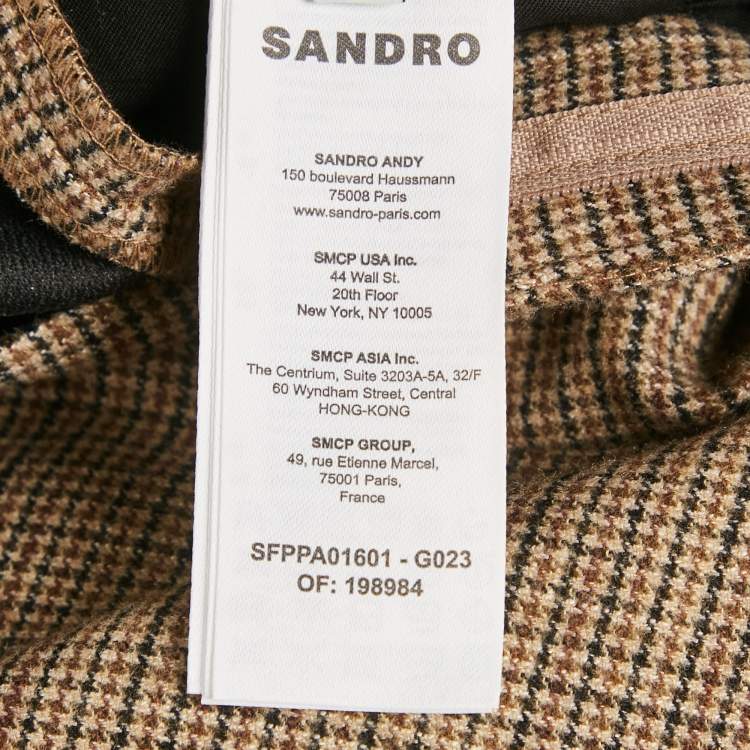 SANDRO
SANDRO ANDY
150 boulevard Haussmann
75008 Paris
www.sandro-paris.com
SMCP USA Inc.
44 Wall St.
20th Floor
New York, NY 10005
SMCP ASIA Inc.
The Centrium, Suite 3203A-5A, 32/F
60 Wyndham Street, Central
HONG-KONG
SMCP GROUP,
49, rue Etienne Marcel,
75001 Paris,
France
SFPPA01601 - G023
OF: 198984